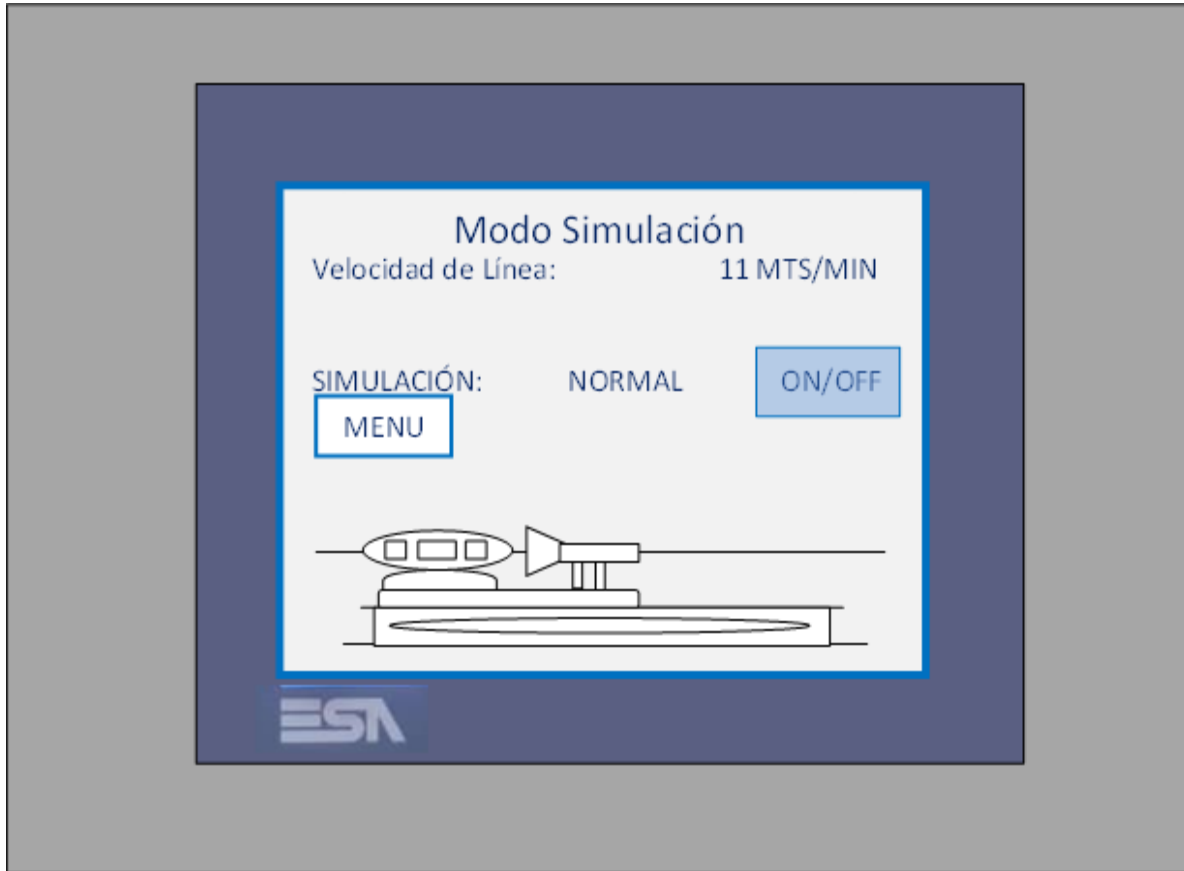 Modo Simulación
Velocidad de Línea: 11 MTS/MIN
SIMULACIÓN: NORMAL ON/OFF
MENU
ESA